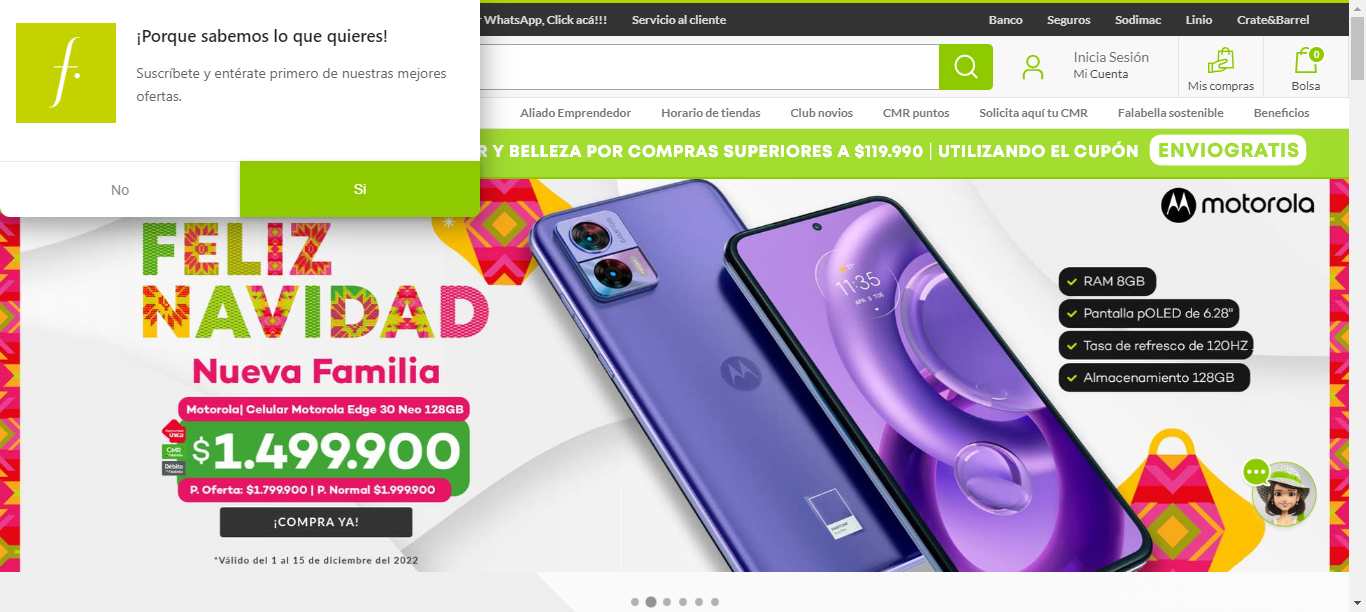 ¡Porque sabemos lo que quieres!
Suscríbete y entérate primero de nuestras mejores
ofertas.
No
Si
WhatsApp, Click acá!!!
Servicio al cliente
Banco
Seguros
Sodimac
Linio
Crate&Barrel
Inicia Sesión
Mi Cuenta
Mis compras
0
Bolsa
Aliado Emprendedor
Horario de tiendas
Club novios
CMR puntos
Solicita aquí tu CMR
Falabella sostenible
Beneficios
R Y BELLEZA POR COMPRAS SUPERIORES A $119.990 | UTILIZANDO EL CUPÓN ENVIOGRATIS
motorola
FELIZ
NAVIDAD
Nueva Familia
Motorola| Celular Motorola Edge 30 Neo 128GB
única
CMR
Débito
$1.499.900
P. Oferta: $1.799.900 | P. Normal $1.999.900
¡COMPRA YA!
*Válido del 1 al 15 de diciembre del 2022
11:35
APR 3 TUE
PANTONE
RAM 8GB
Pantalla pOLED de 6.28"
Tasa de refresco de 120HZ .
Almacenamiento 128GB